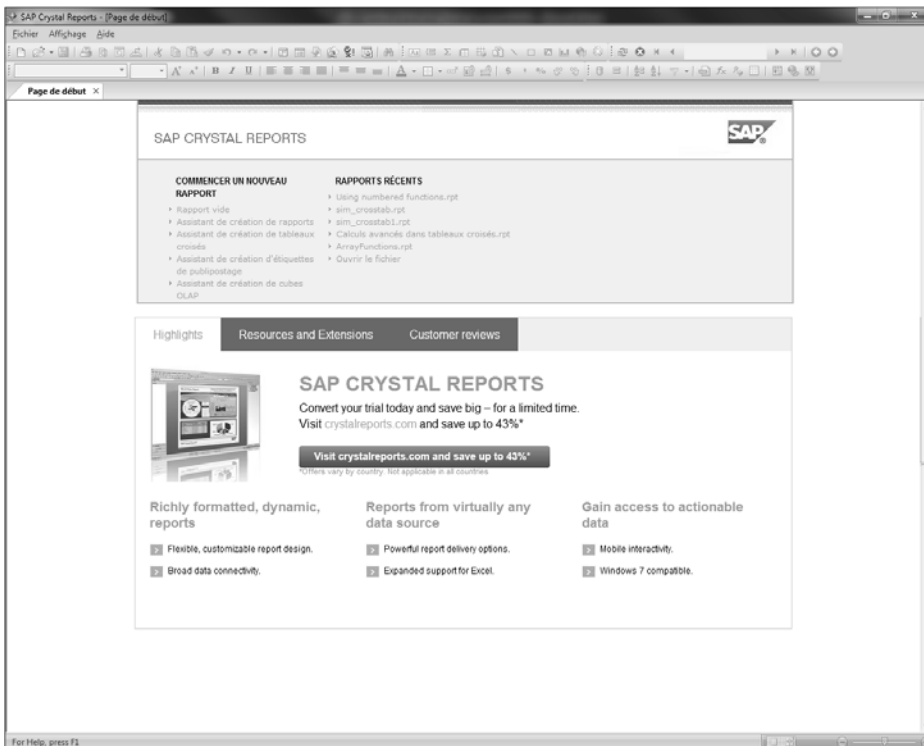 SAP Crystal Reports - [Page de début]
Fichier Affichage Aide
Page de début ×
SAP CRYSTAL REPORTS
SAP
COMMENCER UN NOUVEAU
RAPPORT
Rapport vide
Assistant de création de rapports
Assistant de création de tableaux
croisés
Assistant de création d'étiquettes
de publipostage
Assistant de création de cubes
OLAP
RAPPORTS RÉCENTS
Using numbered functions.rpt
sim_crosstab.rpt
sim_crosstab1.rpt
Calculs avancés dans tableaux croisés.rpt
ArrayFunctions.rpt
Ouvrir le fichier
Highlights Resources and Extensions Customer reviews
SAP CRYSTAL REPORTS
Convert your trial today and save big – for a limited time.
Visit crystalreports.com and save up to 43%*
Visit crystalreports.com and save up to 43%*
*Offers vary by country. Not applicable in all countries
Richly formatted, dynamic,
reports
Flexible, customizable report design.
Broad data connectivity.
Reports from virtually any
data source
Powerful report delivery options.
Expanded support for Excel.
Gain access to actionable
data
Mobile interactivity.
Windows 7 compatible.
For Help, press F1